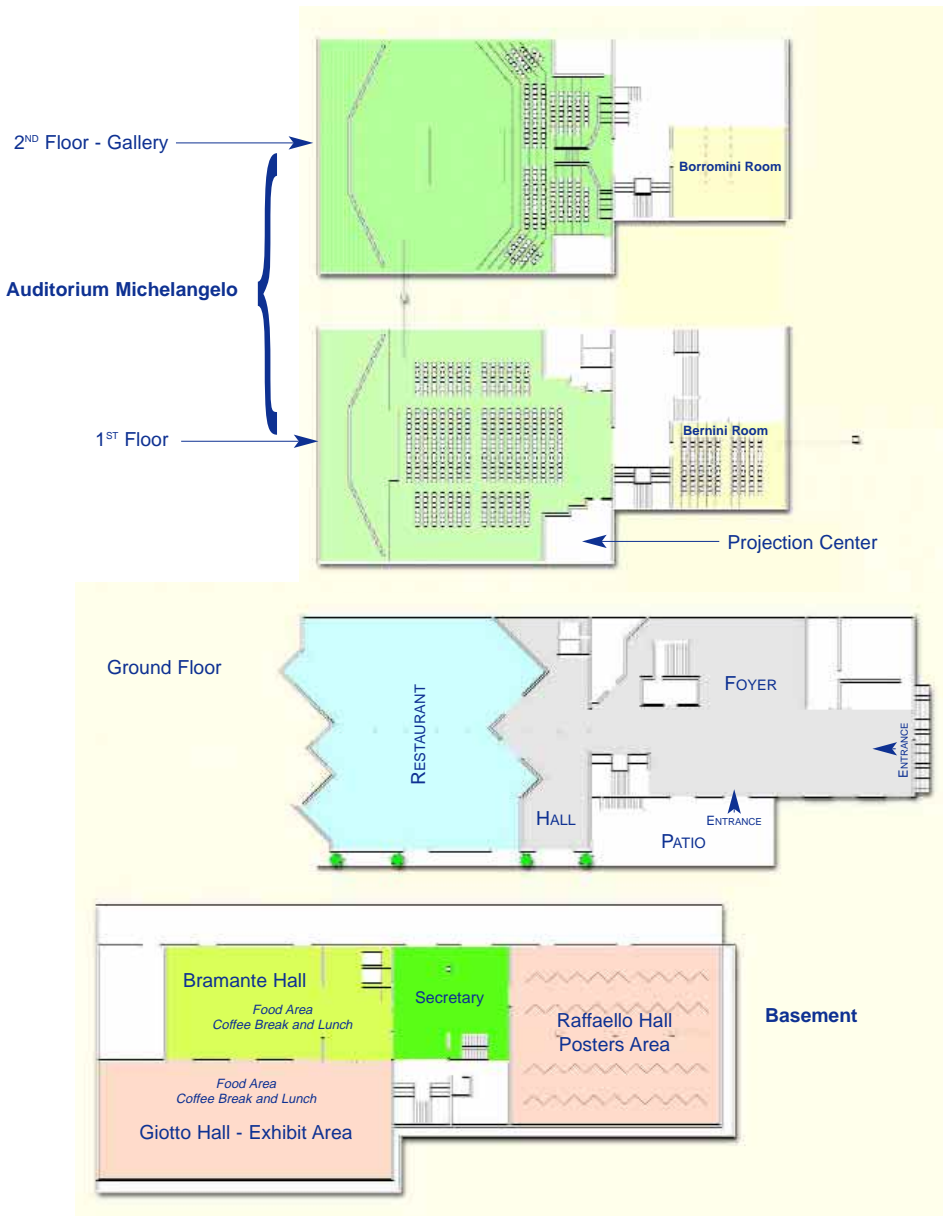 2ND Floor - Gallery
Borromini Room
Auditorium Michelangelo
1ST Floor
Bernini Room
Projection Center
Ground Floor
RESTAURANT
FOYER
ENTRANCE
HALL
ENTRANCE
PATIO
Bramante Hall
Food Area
Coffee Break and Lunch
Secretary
Raffaello Hall
Posters Area
Basement
Food Area
Coffee Break and Lunch
Giotto Hall - Exhibit Area